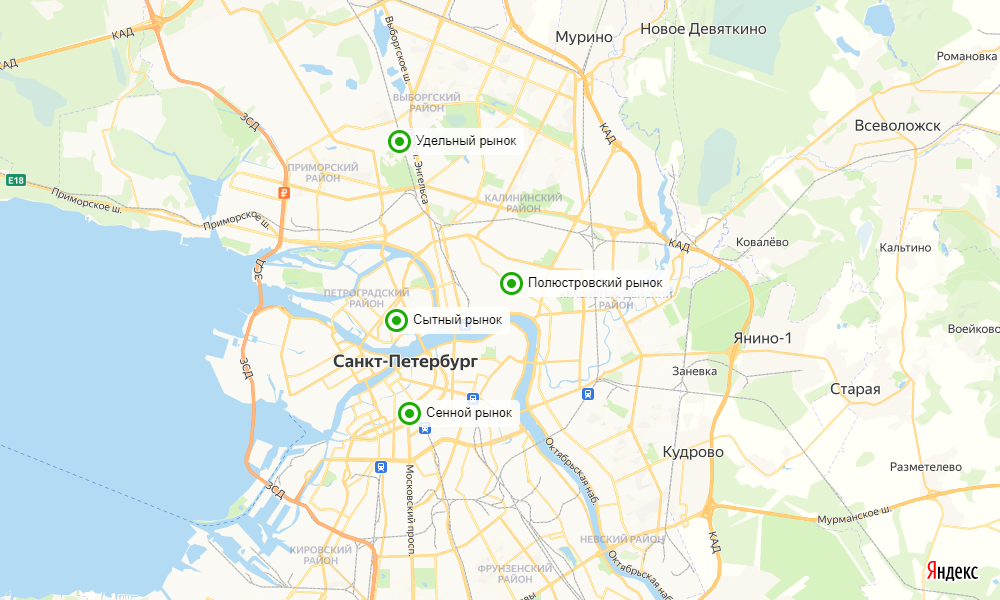 Новое Девяткино
Мурино
КАД
КАД
Выборгское ш.
Романовка
ВЫБОРГСКИЙ
РАЙОН
ЗСД
КАД
Всеволожск
Удельный рынок
г. Энгельса
ПРИМОРСКИЙ
РАЙОН
E18
Приморское ш.
Приморское ш.
КАЛИНИНСКИЙ
РАЙОН
КАД
Ковалёво
Кальтино
ЗСД
Полюстровский рынок
РАЙОН
ПЕТРОГРАДСКИЙ
РАЙОН
Сытный рынок
Воейково
Янино-1
Санкт-Петербург
ЗСД
Заневка
Старая
Сенной рынок
Кудрово
Октябрьская наб.
Московский просп.
Разметелево
ЗСД
Мурманское ш.
КАД
НЕВСКИЙ РАЙОН
КИРОВСКИЙ
РАЙОН
Октябрьская наб.
ФРУНЗЕНСКИЙ
РАЙОН
Яндекс